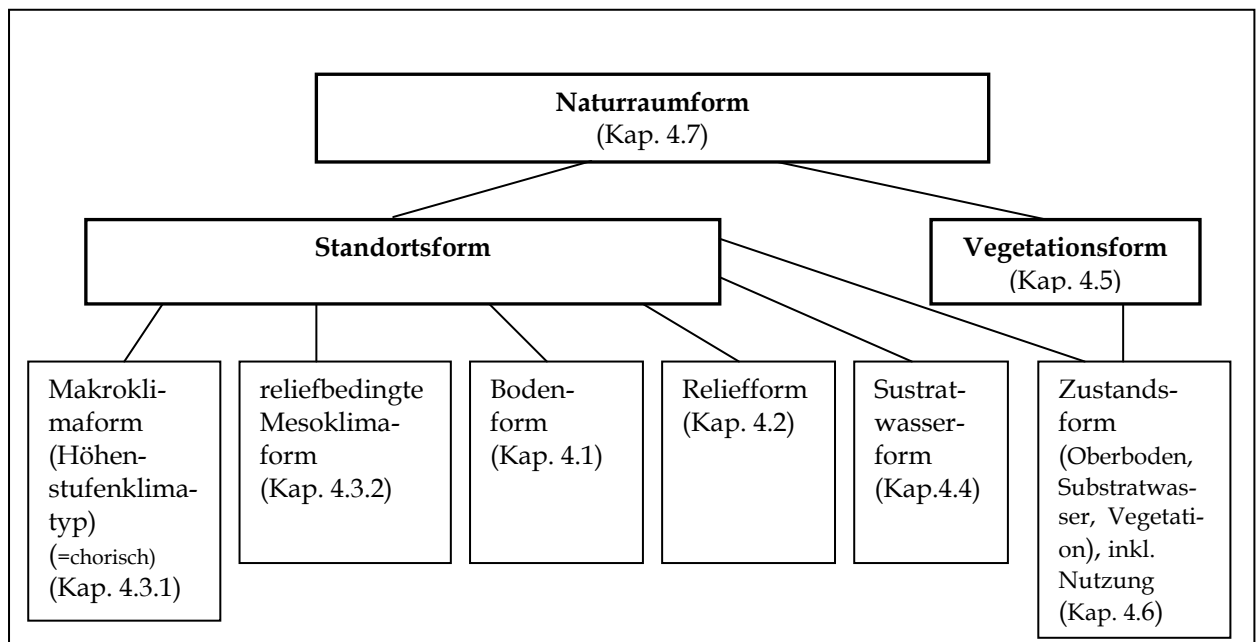 Naturraumform
(Kap. 4.7)
Standortsform
Vegetationsform
(Kap. 4.5)
Makrokli-
maform
(Höhen-
stufenklima-
typ)
(=chorisch)
(Kap. 4.3.1)
reliefbedingte
Mesoklima-
form
(Kap. 4.3.2)
Boden-
form
(Kap. 4.1)
Reliefform
(Kap. 4.2)
Sustrat-
wasser-
form
(Kap.4.4)
Zustands-
form
(Oberboden,
Substratwas-
ser, Vegetati-
on), inkl.
Nutzung
(Kap. 4.6)